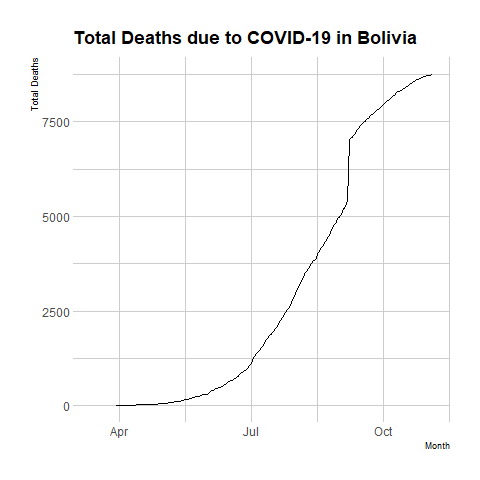 Total Deaths due to COVID-19 in Bolivia
Total Deaths
7500
5000
2500
0
Apr
Jul
Oct
Month